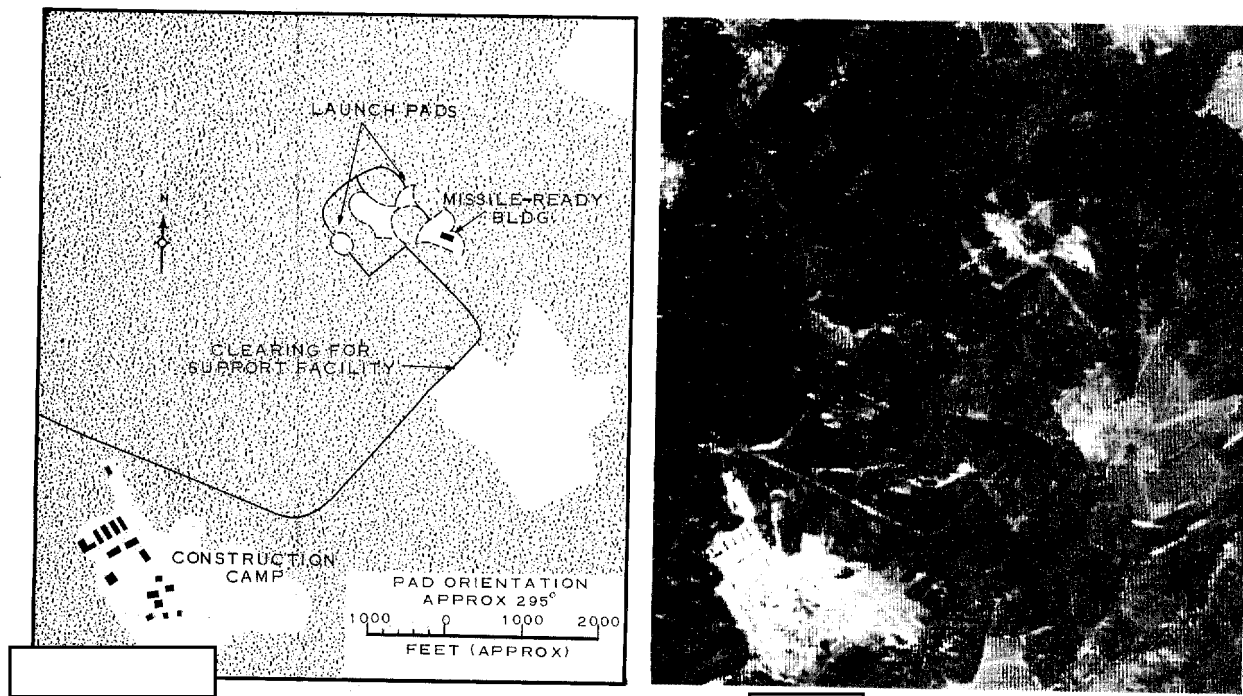 LAUNCH PADS
N
MISSILE-READY
BLDG.
CLEARING FOR
SUPPORT FACILITY
CONSTRUCTION
CAMP
PAD ORIENTATION
APPROX 295°
1000 0 1000 2000
FEET (APPROX)